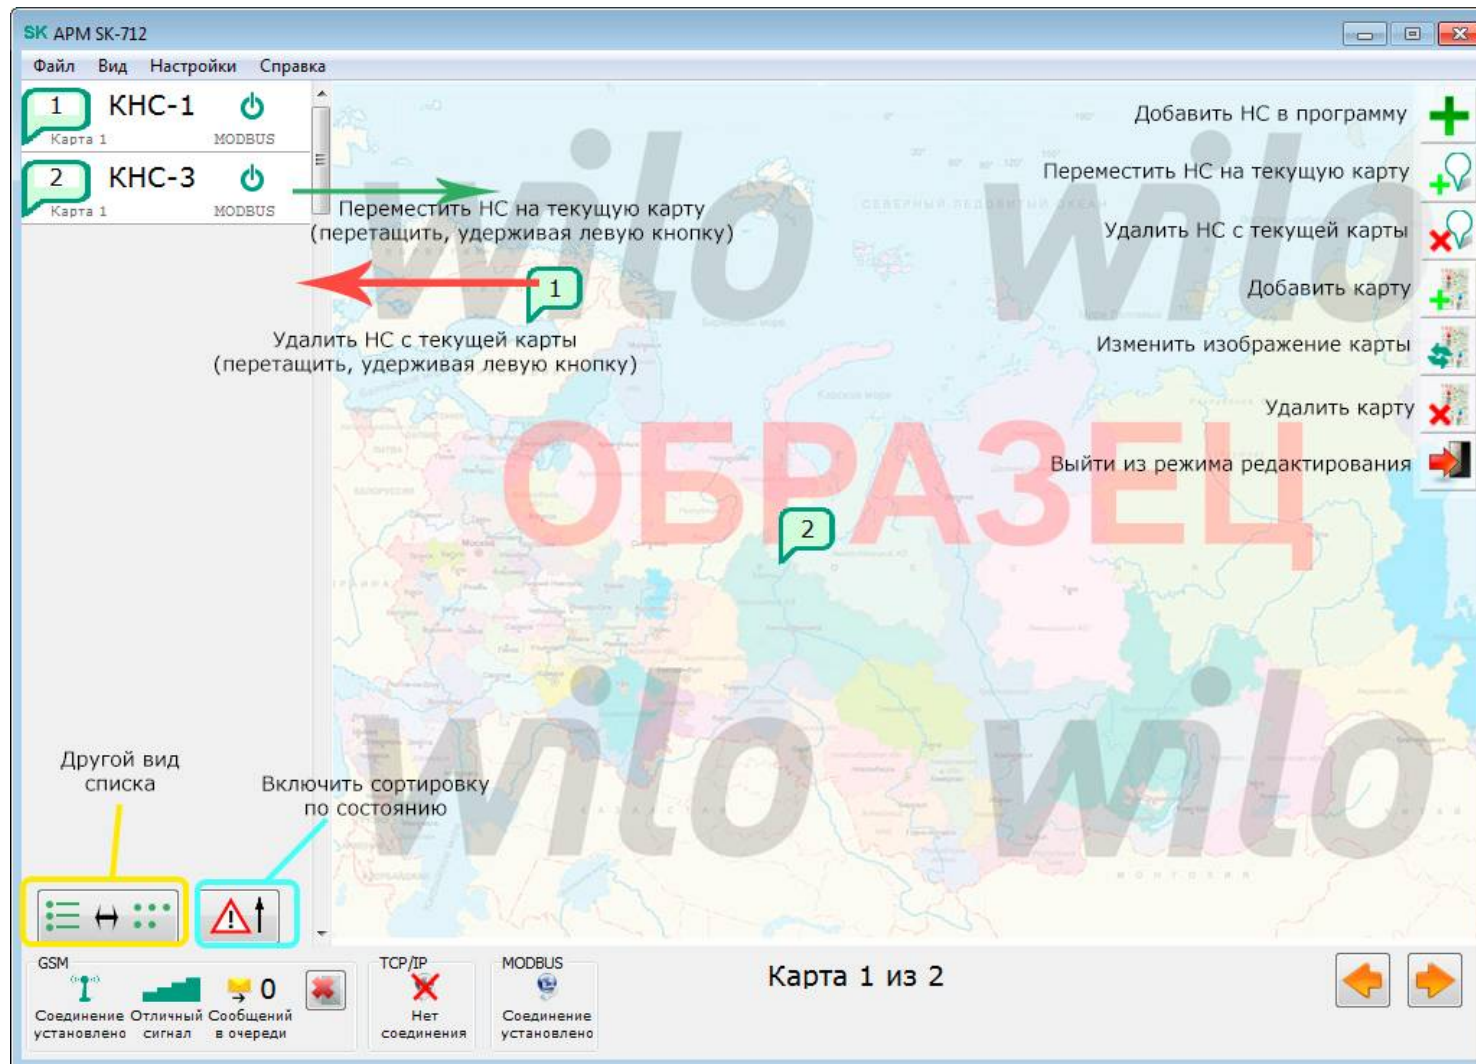 SK АРМ SK-712
Файл Вид Настройки Справка
1 КНС-1
Карта 1 MODBUS
2 КНС-3
Карта 1 MODBUS
Переместить НС на текущую карту
(перетащить, удерживая левую кнопку)
1
Удалить НС с текущей карты
(перетащить, удерживая левую кнопку)
Добавить НС в программу
Переместить НС на текущую карту
Удалить НС с текущей карты
Добавить карту
Изменить изображение карты
Удалить карту
Выйти из режима редактирования
wilo wilo
СЕВЕРНЫЙ ЛЕДОВИТЫЙ ОКЕАН
ОБРАЗЕЦ
2
wilo wilo
МОНГОЛИЯ
Другой вид
списка
Включить сортировку
по состоянию
GSM
0
Соединение
установлено
Отличный
сигнал
Сообщений
в очереди
TCP/IP
Нет
соединения
MODBUS
Соединение
установлено
Карта 1 из 2